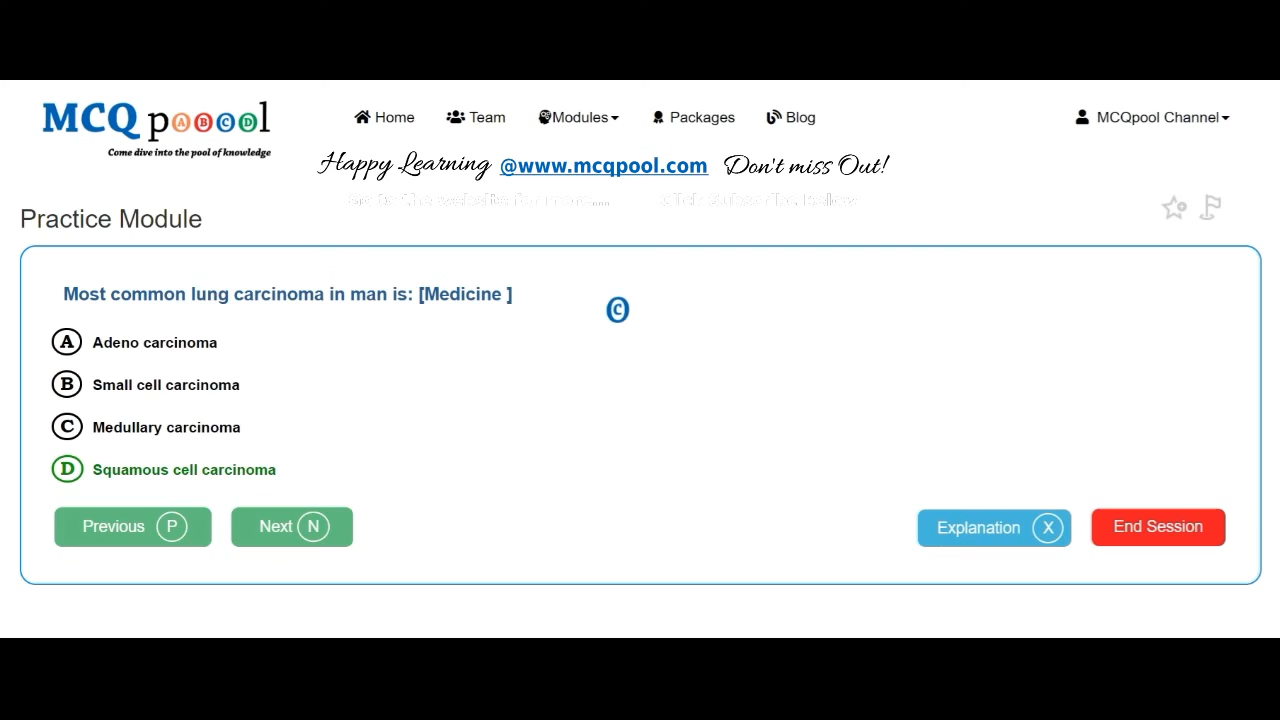 MCQ pooool
Come dive into the pool of knowledge
Home Team Modules Packages Blog MCQpool Channel
Happy Learning @www.mcqpool.com Don't miss Out!
Practice Module
Most common lung carcinoma in man is: [Medicine ]
C
A Adeno carcinoma
B Small cell carcinoma
C Medullary carcinoma
D Squamous cell carcinoma
Previous P Next N Explanation X End Session